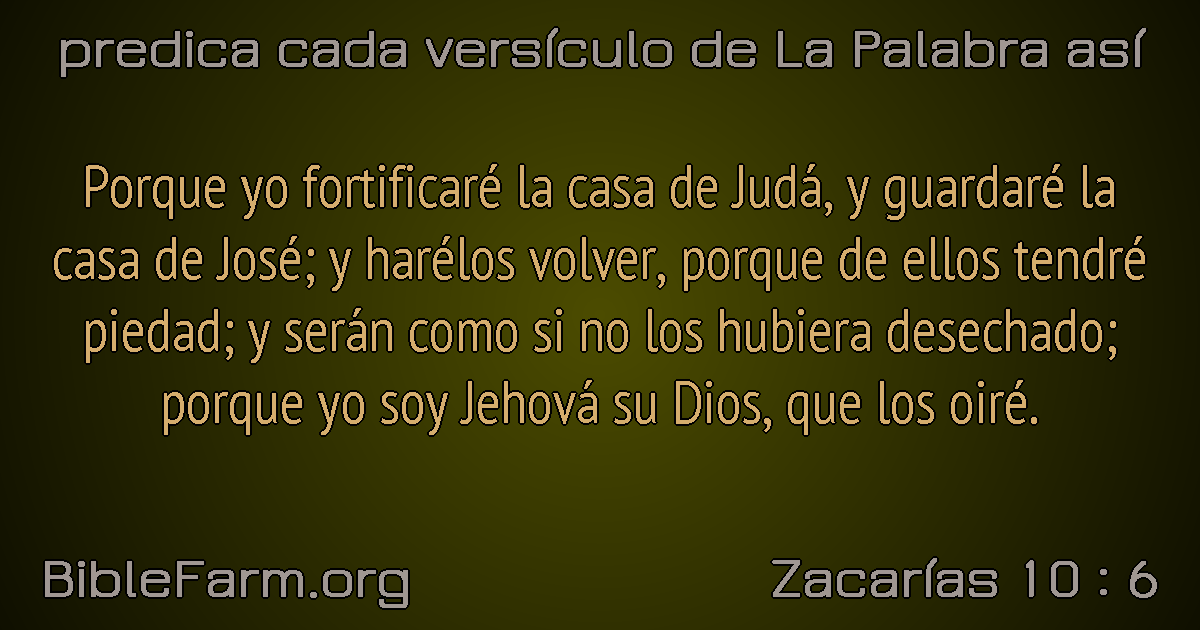 predica cada versículo de La Palabra así
Porque yo fortificaré la casa de Judá, y guardaré la
casa de José; y harélos volver, porque de ellos tendré
piedad; y serán como si no los hubiera desechado;
porque yo soy Jehová su Dios, que los oiré.
BibleFarm.org
Zacarías 10 : 6